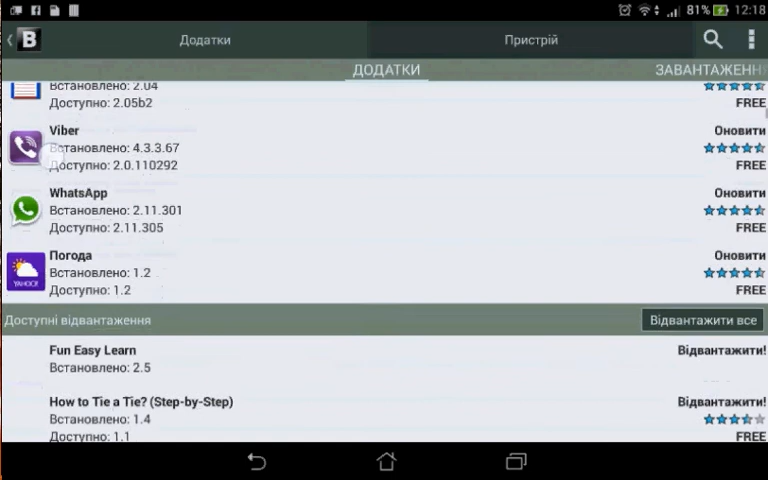 81% 12:18
B Додатки Пристрій
ДОДАТКИ ЗАВАНТАЖЕНН
Встановлено: 2.04
Доступно: 2.05b2
FREE
Viber Оновити
Встановлено: 4.3.3.67
Доступно: 2.0.110292
FREE
WhatsApp Оновити
Встановлено: 2.11.301
Доступно: 2.11.305
FREE
Погода Оновити
Встановлено: 1.2
YAHOO!
Доступно: 1.2
FREE
Доступні відвантаження Відвантажити все
Fun Easy Learn Відвантажити!
Встановлено: 2.5
How to Tie a Tie? (Step-by-Step) Відвантажити!
Встановлено: 1.4
Доступно: 1.1
FREE